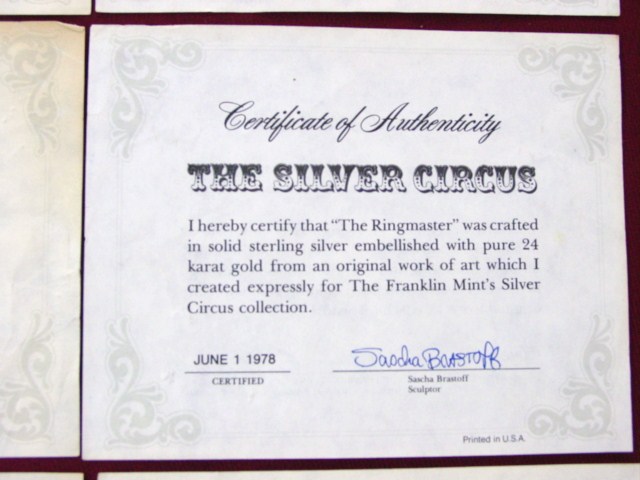 Certificate of Authenticity
THE SILVER CIRCUS
I hereby certify that "The Ringmaster" was crafted
in solid sterling silver embellished with pure 24
karat gold from an original work of art which I
created expressly for The Franklin Mint's Silver
Circus collection.
JUNE 1 1978
CERTIFIED
Sascha Brastoff
Sascha Brastoff
Sculptor
Printed in U.S.A.